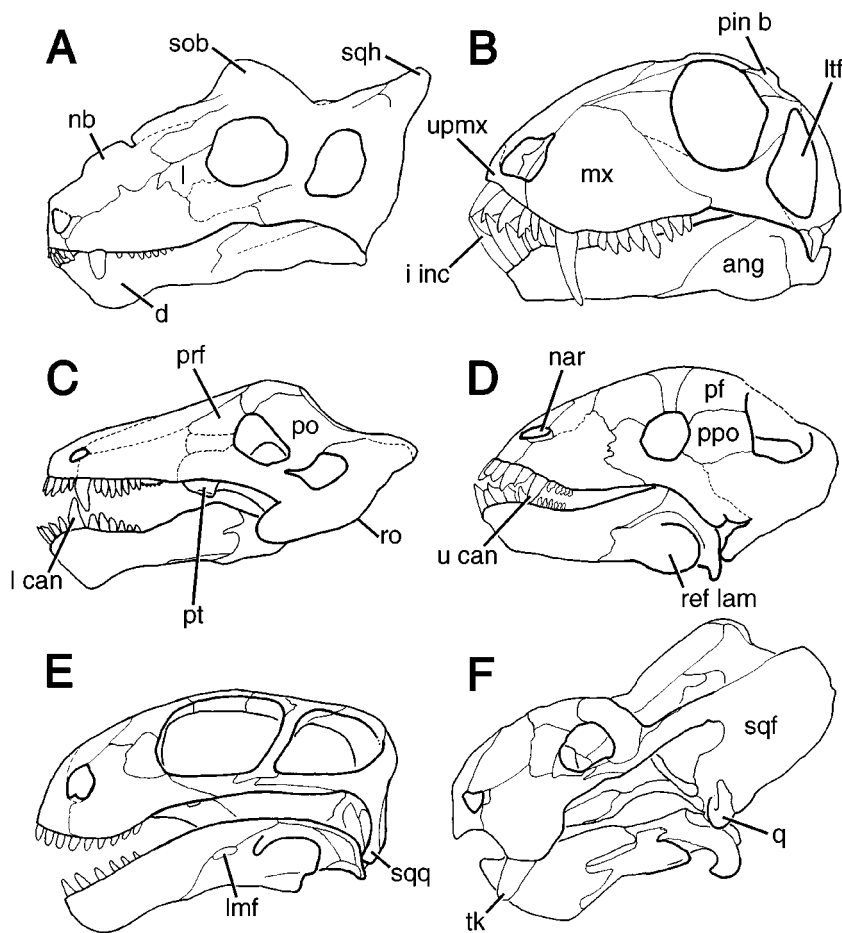 A
sob
sqh
nb
l
d
B
pin b
ltf
upmx
mx
i inc
ang
C
prf
po
l can
pt
ro
D
nar
pf
ppo
u can
ref lam
E
lmf
sqq
F
sqf
q
tk